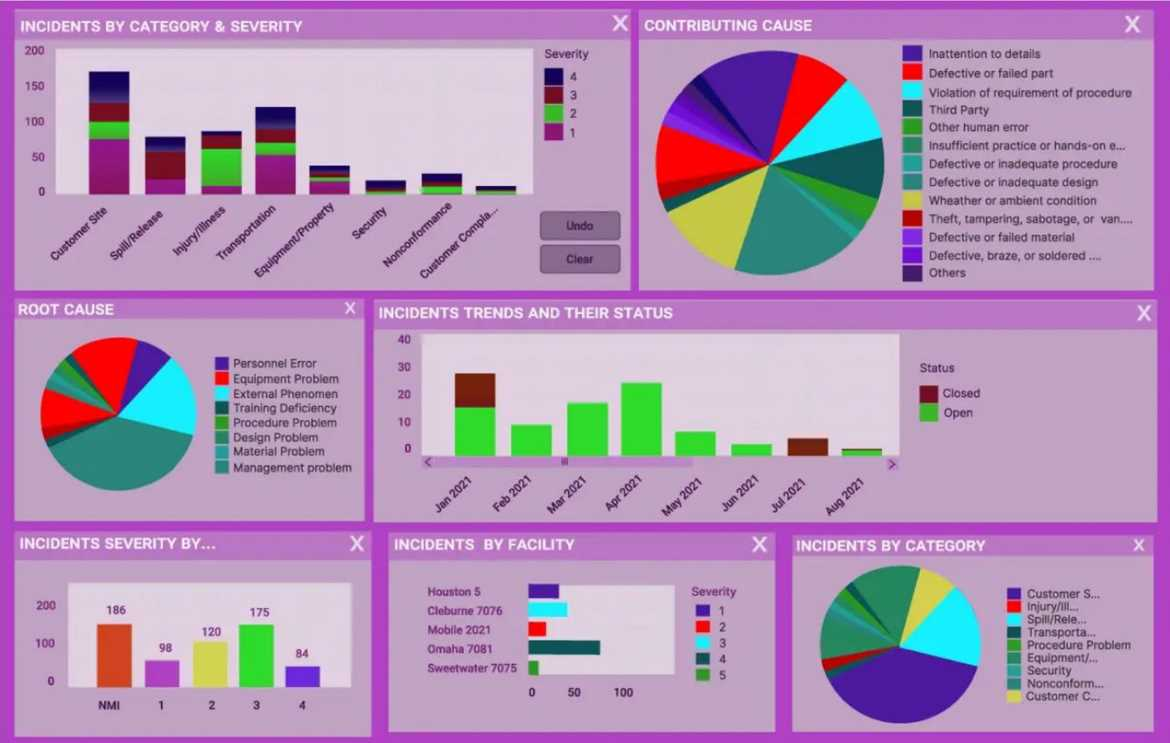 INCIDENTS BY CATEGORY & SEVERITY X
200
150
100
50
0
Customer Site
Spill/Release
Injury/Illness
Transportation
Equipment/Property
Security
Nonconformance
Customer Compla...
Severity
4
3
2
1
Undo
Clear
CONTRIBUTING CAUSE X
Inattention to details
Defective or failed part
Violation of requirement of procedure
Third Party
Other human error
Insufficient practice or hands-on e...
Defective or inadequate procedure
Defective or inadequate design
Wheather or ambient condition
Theft, tampering, sabotage, or van....
Defective or failed material
Defective, braze, or soldered ....
Others
ROOT CAUSE X
Personnel Error
Equipment Problem
External Phenomen
Training Deficiency
Procedure Problem
Design Problem
Material Problem
Management problem
INCIDENTS TRENDS AND THEIR STATUS X
40
30
20
10
0
Jan 2021
Feb 2021
Mar 2021
Apr 2021
May 2021
Jun 2021
Jul 2021
Aug 2021
Status
Closed
Open
INCIDENTS SEVERITY BY... X
200
100
0
186
98
120
175
84
NMI 1 2 3 4
INCIDENTS BY FACILITY X
Houston 5
Cleburne 7076
Mobile 2021
Omaha 7081
Sweetwater 7075
0 50 100
Severity
1
2
3
4
5
INCIDENTS BY CATEGORY X
Customer S...
Injury/Ill...
Spill/Rele...
Transporta...
Procedure Problem
Equipment/...
Security
Nonconform...
Customer C...